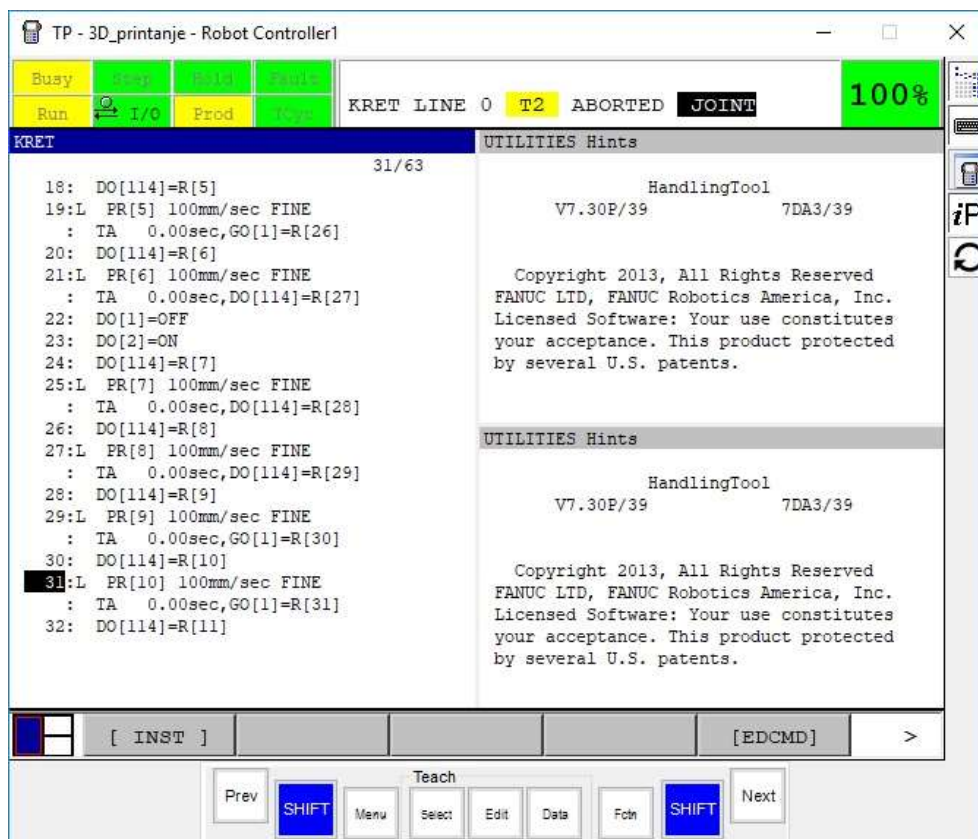 TP - 3D_printanje - Robot Controller1
Busy Step Hold Fault
Run I/O Prod TCyc
KRET LINE 0 T2 ABORTED JOINT
100%
KRET
31/63
18: DO[114]=R[5]
19:L PR[5] 100mm/sec FINE
: TA 0.00sec,GO[1]=R[26]
20: DO[114]=R[6]
21:L PR[6] 100mm/sec FINE
: TA 0.00sec,DO[114]=R[27]
22: DO[1]=OFF
23: DO[2]=ON
24: DO[114]=R[7]
25:L PR[7] 100mm/sec FINE
: TA 0.00sec,DO[114]=R[28]
26: DO[114]=R[8]
27:L PR[8] 100mm/sec FINE
: TA 0.00sec,DO[114]=R[29]
28: DO[114]=R[9]
29:L PR[9] 100mm/sec FINE
: TA 0.00sec,GO[1]=R[30]
30: DO[114]=R[10]
31:L PR[10] 100mm/sec FINE
: TA 0.00sec,GO[1]=R[31]
32: DO[114]=R[11]
UTILITIES Hints
HandlingTool
V7.30P/39 7DA3/39
Copyright 2013, All Rights Reserved
FANUC LTD, FANUC Robotics America, Inc.
Licensed Software: Your use constitutes
your acceptance. This product protected
by several U.S. patents.
UTILITIES Hints
HandlingTool
V7.30P/39 7DA3/39
Copyright 2013, All Rights Reserved
FANUC LTD, FANUC Robotics America, Inc.
Licensed Software: Your use constitutes
your acceptance. This product protected
by several U.S. patents.
iP
[ INST ] [EDCMD] >
Teach
Prev SHIFT Menu Select Edit Data Fctn SHIFT Next